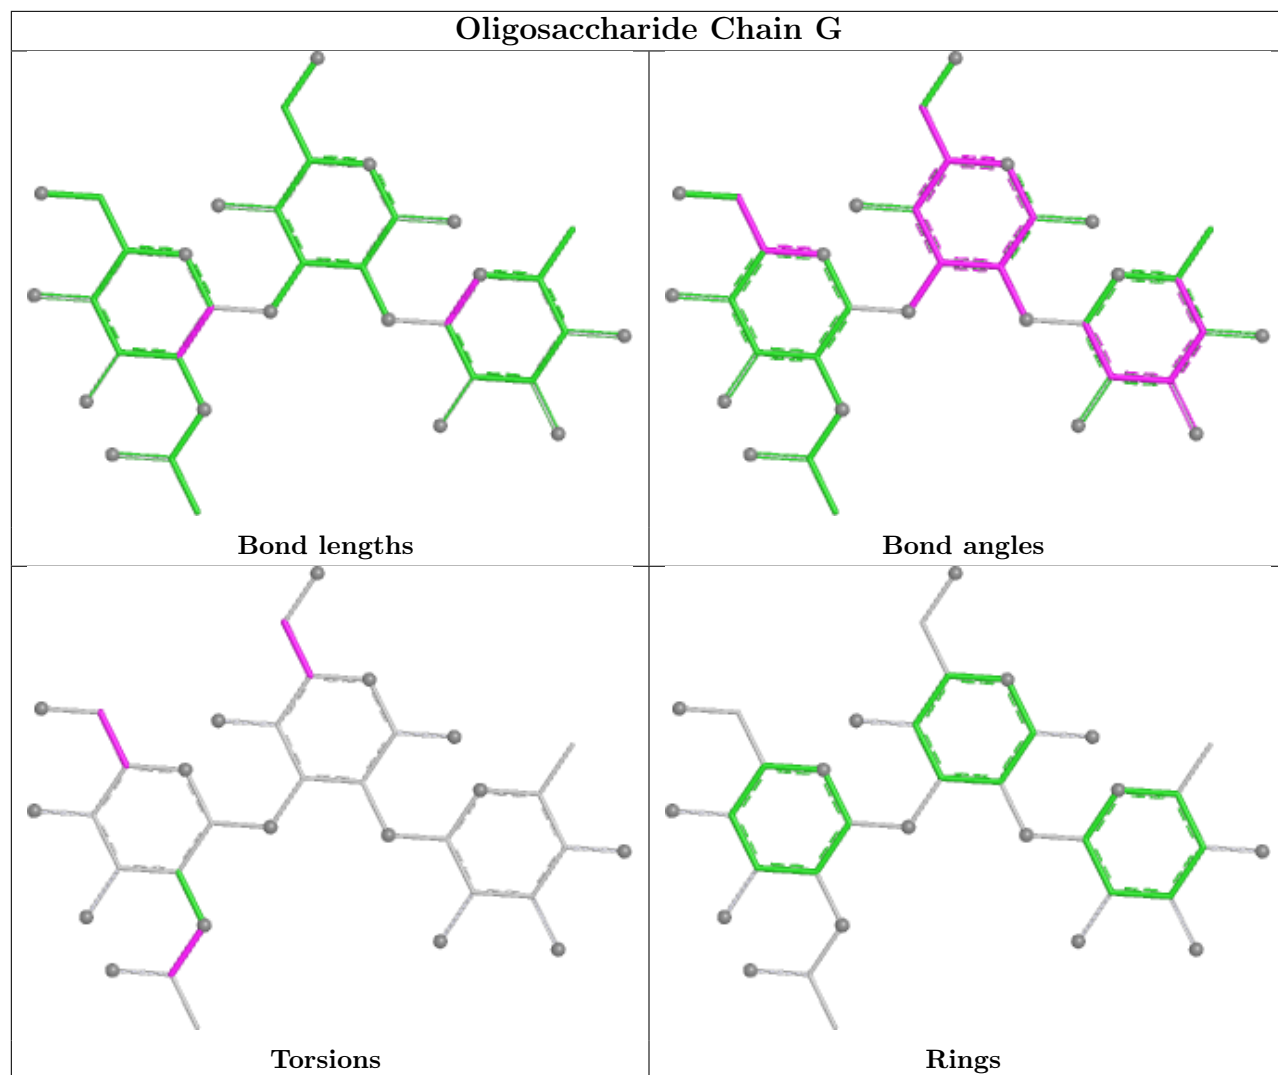 Oligosaccharide Chain G
Bond lengths
Bond angles
Torsions
Rings